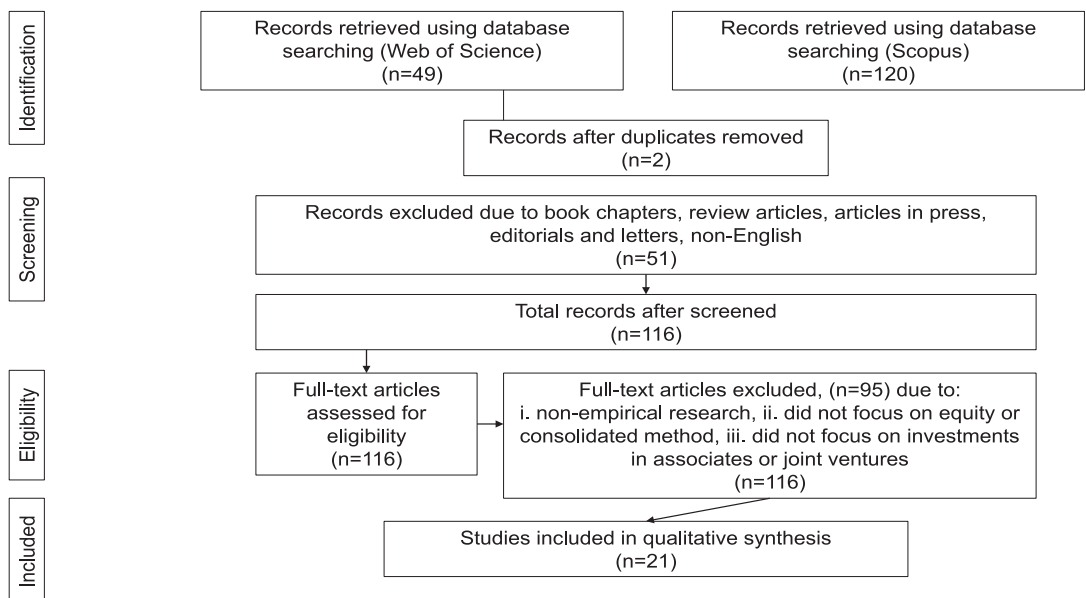 Identification
Records retrieved using database
searching (Web of Science)
(n=49)
Records retrieved using database
searching (Scopus)
(n=120)
Records after duplicates removed
(n=2)
Screening
Records excluded due to book chapters, review articles, articles in press,
editorials and letters, non-English
(n=51)
Total records after screened
(n=116)
Eligibility
Full-text articles
assessed for
eligibility
(n=116)
Full-text articles excluded, (n=95) due to:
i. non-empirical research, ii. did not focus on equity or
consolidated method, iii. did not focus on investments
in associates or joint ventures
(n=116)
Included
Studies included in qualitative synthesis
(n=21)